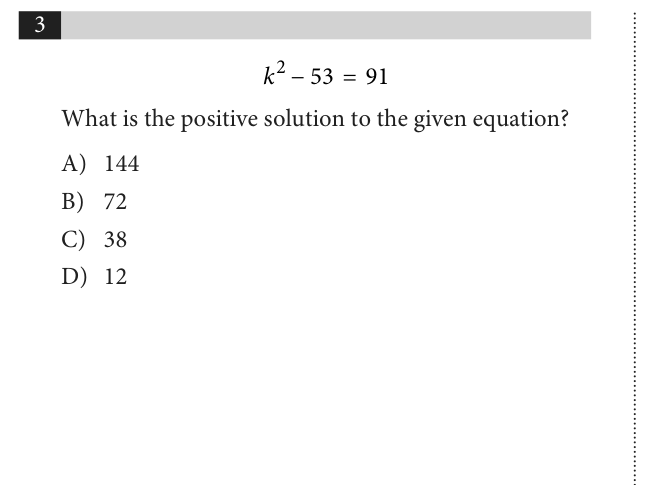 3
k² – 53 = 91
What is the positive solution to the given equation?
A) 144
B) 72
C) 38
D) 12